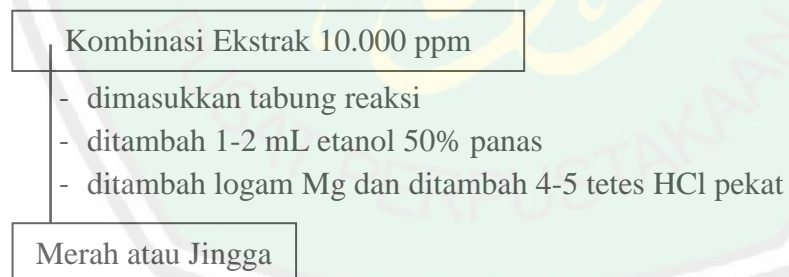 Kombinasi Ekstrak 10.000 ppm
- dimasukkan tabung reaksi
- ditambah 1-2 mL etanol 50% panas
- ditambah logam Mg dan ditambah 4-5 tetes HCl pekat
Merah atau Jingga